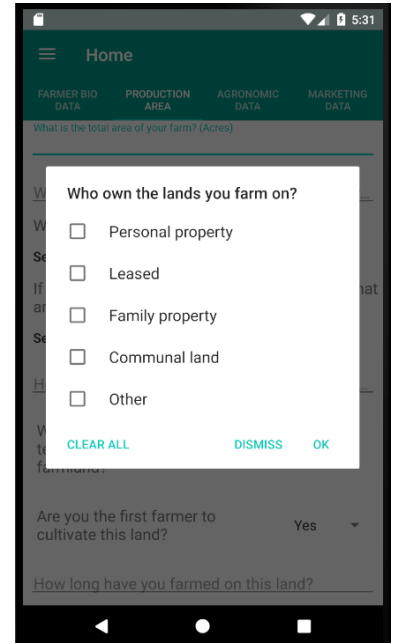 5:31
Home
FARMER BIO DATA
PRODUCTION AREA
AGRONOMIC DATA
MARKETING DATA
What is the total area of your farm? (Acres)
Who own the lands you farm on?
Personal property
Leased
Family property
Communal land
Other
CLEAR ALL DISMISS OK
farmland?
Are you the first farmer to
cultivate this land?
Yes
How long have you farmed on this land?